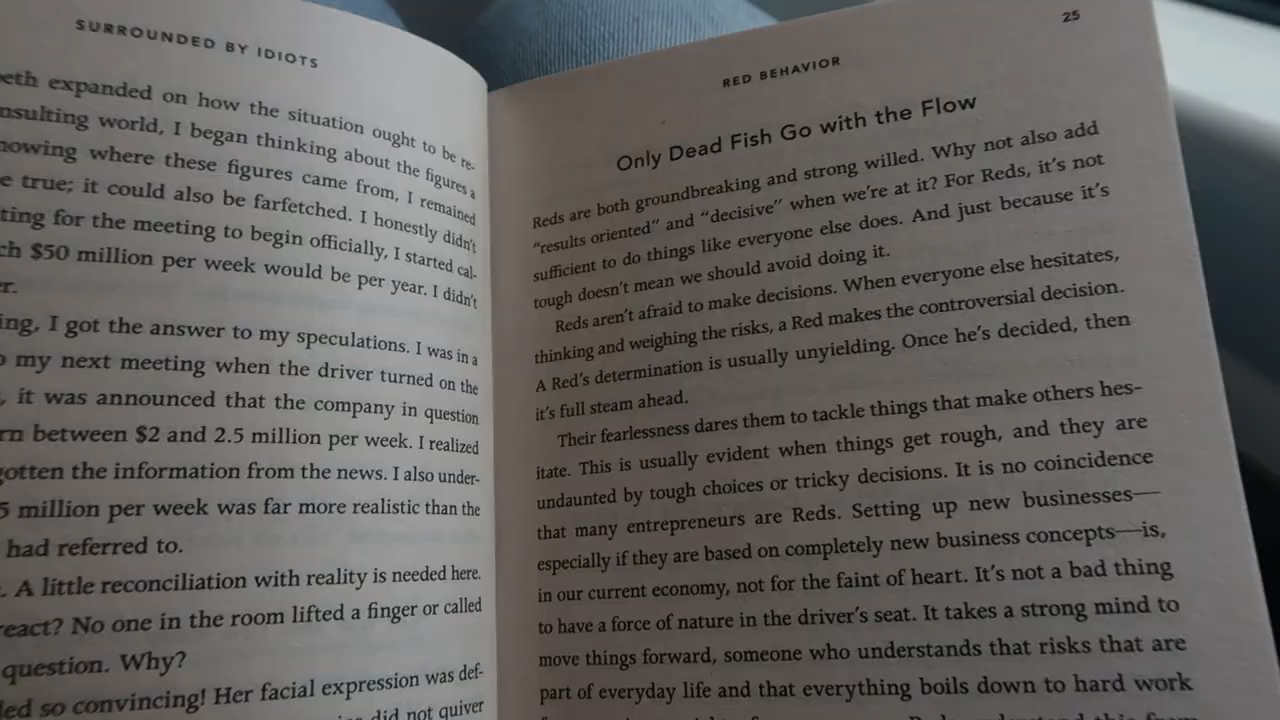 SURROUNDED BY IDIOTS
expanded on how the situation ought to be re-
world, I began thinking about the figures a
where these figures came from, I remained
true; it could also be farfetched. I honestly didn't
for the meeting to begin officially, I started cal-
$50 million per week would be per year. I didn't
I got the answer to my speculations. I was in a
my next meeting when the driver turned on the
it was announced that the company in question
between $2 and 2.5 million per week. I realized
gotten the information from the news. I also under-
5 million per week was far more realistic than the
had referred to.
A little reconciliation with reality is needed here.
react? No one in the room lifted a finger or called
question. Why?
so convincing! Her facial expression was def-
did not quiver
25
RED BEHAVIOR
Only Dead Fish Go with the Flow
Reds are both groundbreaking and strong willed. Why not also add
“results oriented” and “decisive” when we're at it? For Reds, it's not
sufficient to do things like everyone else does. And just because it's
tough doesn't mean we should avoid doing it.
Reds aren't afraid to make decisions. When everyone else hesitates,
thinking and weighing the risks, a Red makes the controversial decision.
A Red's determination is usually unyielding. Once he's decided, then
it's full steam ahead.
Their fearlessness dares them to tackle things that make others hes-
itate. This is usually evident when things get rough, and they are
undaunted by tough choices or tricky decisions. It is no coincidence
that many entrepreneurs are Reds. Setting up new businesses—
especially if they are based on completely new business concepts—is,
in our current economy, not for the faint of heart. It's not a bad thing
to have a force of nature in the driver's seat. It takes a strong mind to
move things forward, someone who understands that risks that are
part of everyday life and that everything boils down to hard work